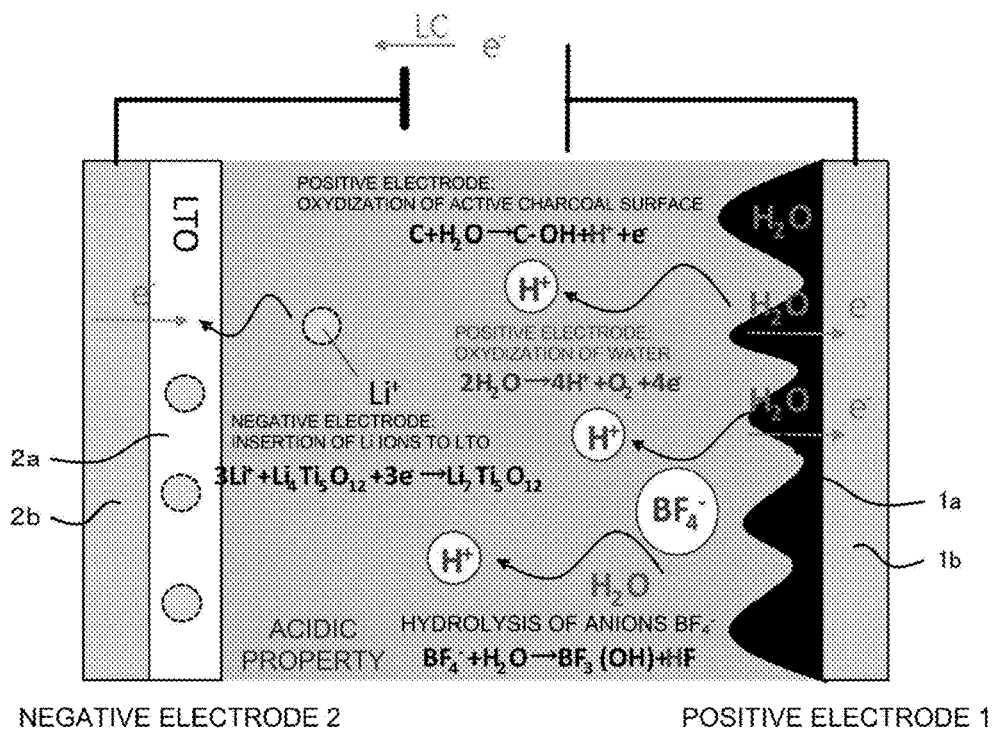 LC
e-
LTO
POSITIVE ELECTRODE:
OXYDIZATION OF ACTIVE CHARCOAL SURFACE
C+H₂O→C-OH+H⁺+e-
H₂O
H⁺
e-
H₂O
e-
POSITIVE ELECTRODE:
OXYDIZATION OF WATER
2H₂O→4H⁺+O₂+4e-
Li⁺
H₂O
e-
NEGATIVE ELECTRODE:
INSERTION OF Li IONS TO LTO
H⁺
2a
3Li⁺+Li₄Ti₅O₁₂+3e-→Li₇Ti₅O₁₂
2b
BF₄⁻
1a
H⁺
1b
H₂O
ACIDIC
PROPERTY
HYDROLYSIS OF ANIONS BF₄⁻
BF₄⁻+H₂O→BF₃(OH)+HF
NEGATIVE ELECTRODE 2
POSITIVE ELECTRODE 1